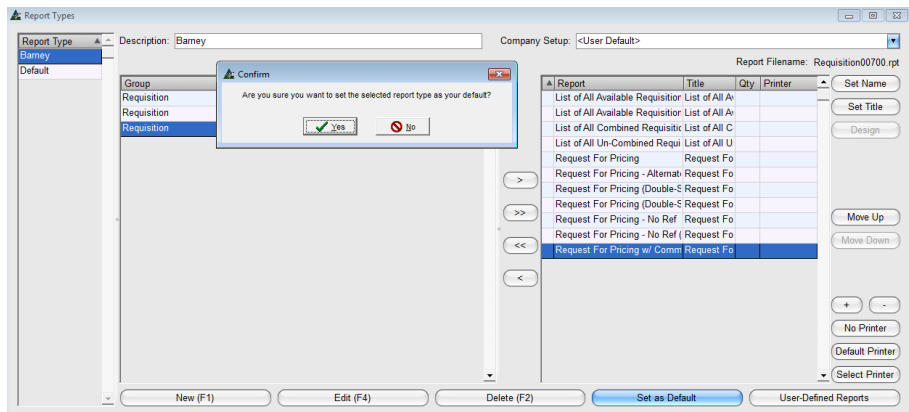 Report Types
Report Type
Barney
Default
Description: Barney
Company Setup: <User Default>
Report Filename: Requisition00700.rpt
Group
Requisition
Requisition
Requisition
Confirm
Are you sure you want to set the selected report type as your default?
Yes
No
>
>>
<<
<
Report Title Qty Printer
List of All Available Requisition List of All Av
List of All Available Requisition List of All Av
List of All Combined Requisitic List of All C
List of All Un-Combined Requi List of All U
Request For Pricing Request Fo
Request For Pricing - Alternat Request Fo
Request For Pricing (Double-S Request Fo
Request For Pricing (Double-S Request Fo
Request For Pricing - No Ref Request Fo
Request For Pricing - No Ref ( Request Fo
Request For Pricing w/ Comm Request Fo
Set Name
Set Title
Design
Move Up
Move Down
+ -
No Printer
Default Printer
Select Printer
New (F1)
Edit (F4)
Delete (F2)
Set as Default
User-Defined Reports